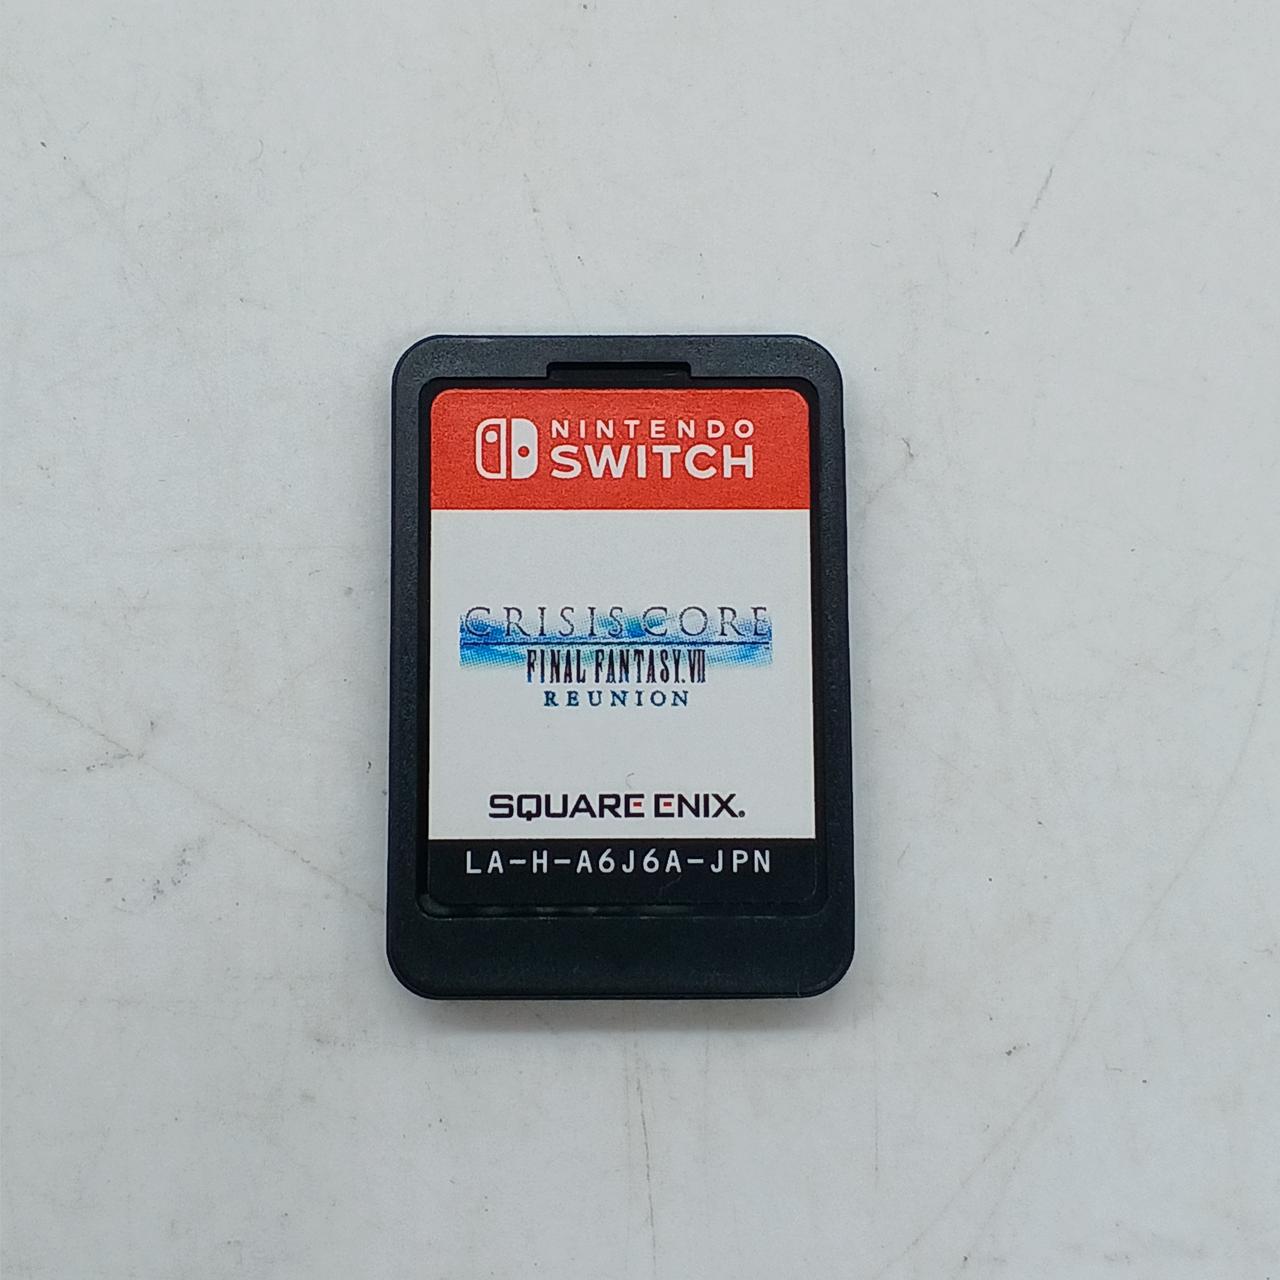 NINTENDO
SWITCH
CRISIS CORE
FINAL FANTASY.VII
REUNION
SQUARE ENIX.
LA-H-A6J6A-JPN